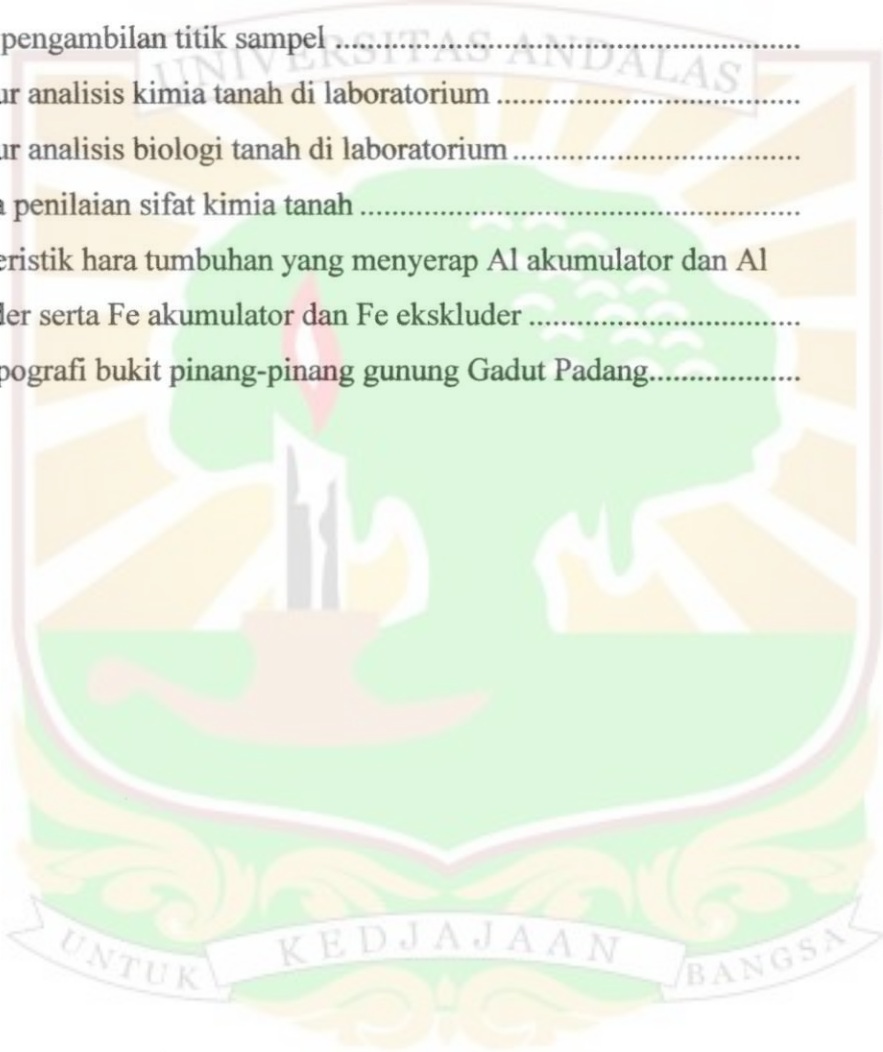 pengambilan titik sampel ............................................................
UNIVERSITAS ANDALAS
ur analisis kimia tanah di laboratorium .......................................
ur analisis biologi tanah di laboratorium .....................................
a penilaian sifat kimia tanah .........................................................
eristik hara tumbuhan yang menyerap Al akumulator dan Al
der serta Fe akumulator dan Fe ekskluder ...................................
pografi bukit pinang-pinang gunung Gadut Padang...................
UNTUK KEDJAJAAN BANGSA